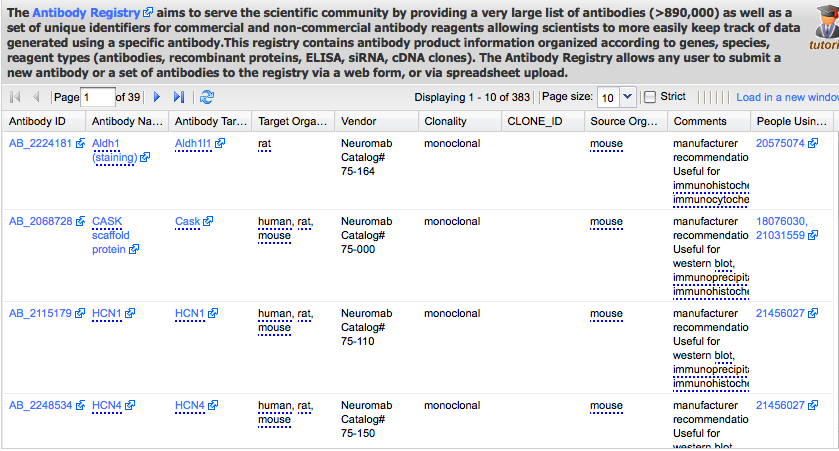 The Antibody Registry aims to serve the scientific community by providing a very large list of antibodies (>890,000) as well as a
set of unique identifiers for commercial and non-commercial antibody reagents allowing scientists to more easily keep track of data
generated using a specific antibody.This registry contains antibody product information organized according to genes, species,
reagent types (antibodies, recombinant proteins, ELISA, siRNA, cDNA clones). The Antibody Registry allows any user to submit a
new antibody or a set of antibodies to the registry via a web form, or via spreadsheet upload.
tutori
Page 1 of 39 Displaying 1 - 10 of 383 Page size: 10 Strict Load in a new window
Antibody ID Antibody Na... Antibody Tar... Target Orga... Vendor Clonality CLONE_ID Source Org... Comments People Usin...
AB_2224181 Aldh1 Aldh1l1 rat Neuromab monoclonal mouse manufacturer 20575074
(staining) Catalog# recommendatio
75-164 Useful for
immunohistoche
immunocytoche
AB_2068728 CASK Cask human, rat, Neuromab monoclonal mouse manufacturer 18076030,
scaffold mouse Catalog# recommendatio 21031559
protein 75-000 Useful for
western blot,
immunoprecipita
immunohistoche
AB_2115179 HCN1 HCN1 human, rat, Neuromab monoclonal mouse manufacturer 21456027
mouse Catalog# recommendatio
75-110 Useful for
western blot,
immunoprecipita
immunohistoche
AB_2248534 HCN4 HCN4 human, rat, Neuromab monoclonal mouse manufacturer 21456027
mouse Catalog# recommendatio
75-150 Useful for
western blot